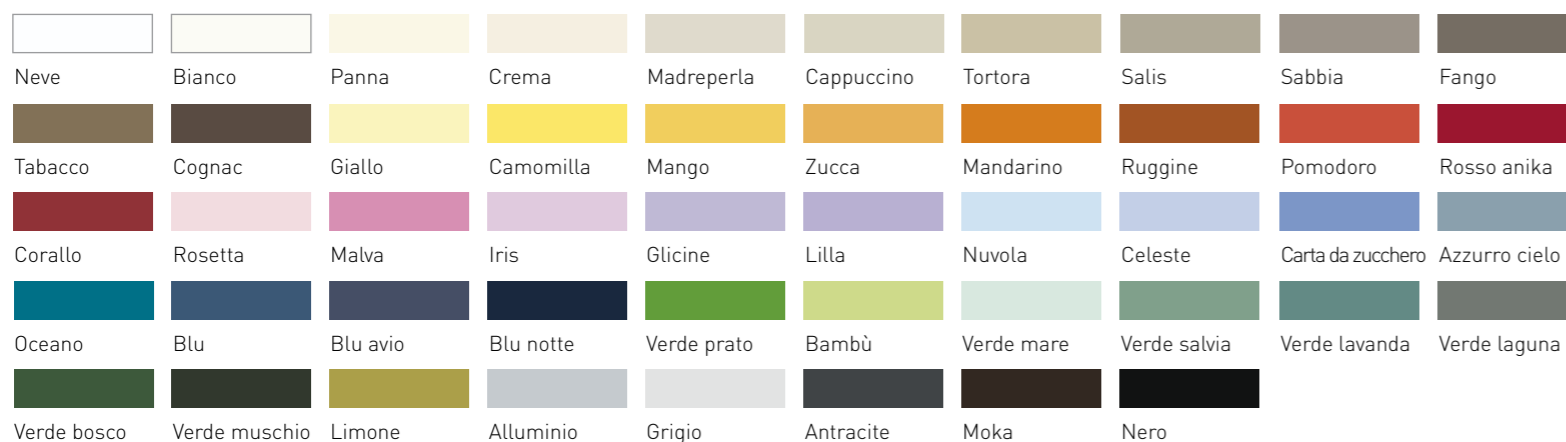 Neve Bianco Panna Crema Madreperla Cappuccino Tortora Salis Sabbia Fango
Tabacco Cognac Giallo Camomilla Mango Zucca Mandarino Ruggine Pomodoro Rosso anika
Corallo Rosetta Malva Iris Glicine Lilla Nuvola Celeste Carta da zucchero Azzurro cielo
Oceano Blu Blu avio Blu notte Verde prato Bambù Verde mare Verde salvia Verde lavanda Verde laguna
Verde bosco Verde muschio Limone Alluminio Grigio Antracite Moka Nero